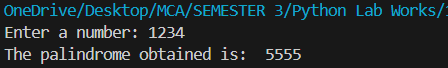 OneDrive/Desktop/MCA/SEMESTER 3/Python Lab Works/
Enter a number: 1234
The palindrome obtained is:  5555